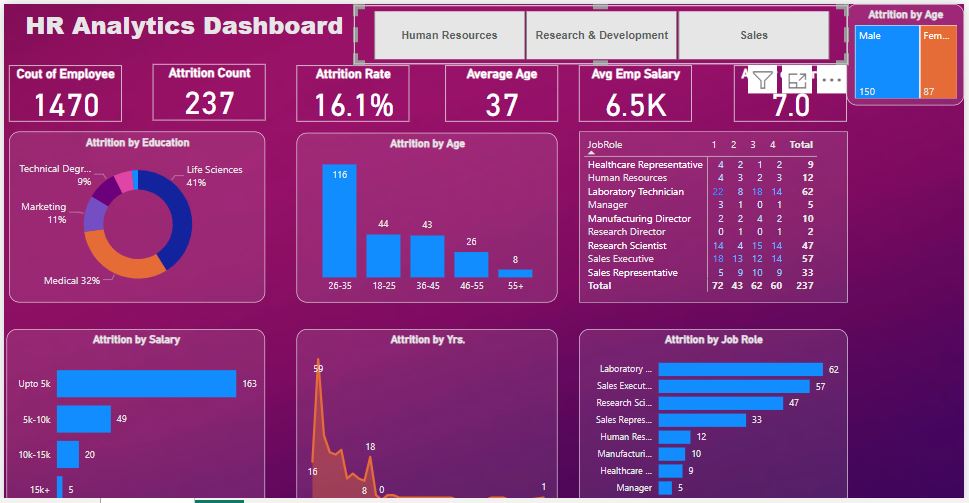 HR Analytics Dashboard
Human Resources
Research & Development
Sales
Attrition by Age
Male
Fem...
150
87
Cout of Employee
1470
Attrition Count
237
Attrition Rate
16.1%
Average Age
37
Avg Emp Salary
6.5K
7.0
Attrition by Education
Technical Degr...
9%
Life Sciences
41%
Marketing
11%
Medical 32%
Attrition by Age
116
44
43
26
8
26-35 18-25 36-45 46-55 55+
JobRole 1 2 3 4 Total
Healthcare Representative 4 2 1 2 9
Human Resources 4 3 2 3 12
Laboratory Technician 22 8 18 14 62
Manager 3 1 0 1 5
Manufacturing Director 2 2 4 2 10
Research Director 0 1 0 1 2
Research Scientist 14 4 15 14 47
Sales Executive 18 13 12 14 57
Sales Representative 5 9 10 9 33
Total 72 43 62 60 237
Attrition by Salary
Upto 5k 163
5k-10k 49
10k-15k 20
15k+ 5
Attrition by Yrs.
59
16
18
8
0
1
Attrition by Job Role
Laboratory ... 62
Sales Execut... 57
Research Sci... 47
Sales Repres... 33
Human Res... 12
Manufacturi... 10
Healthcare ... 9
Manager 5